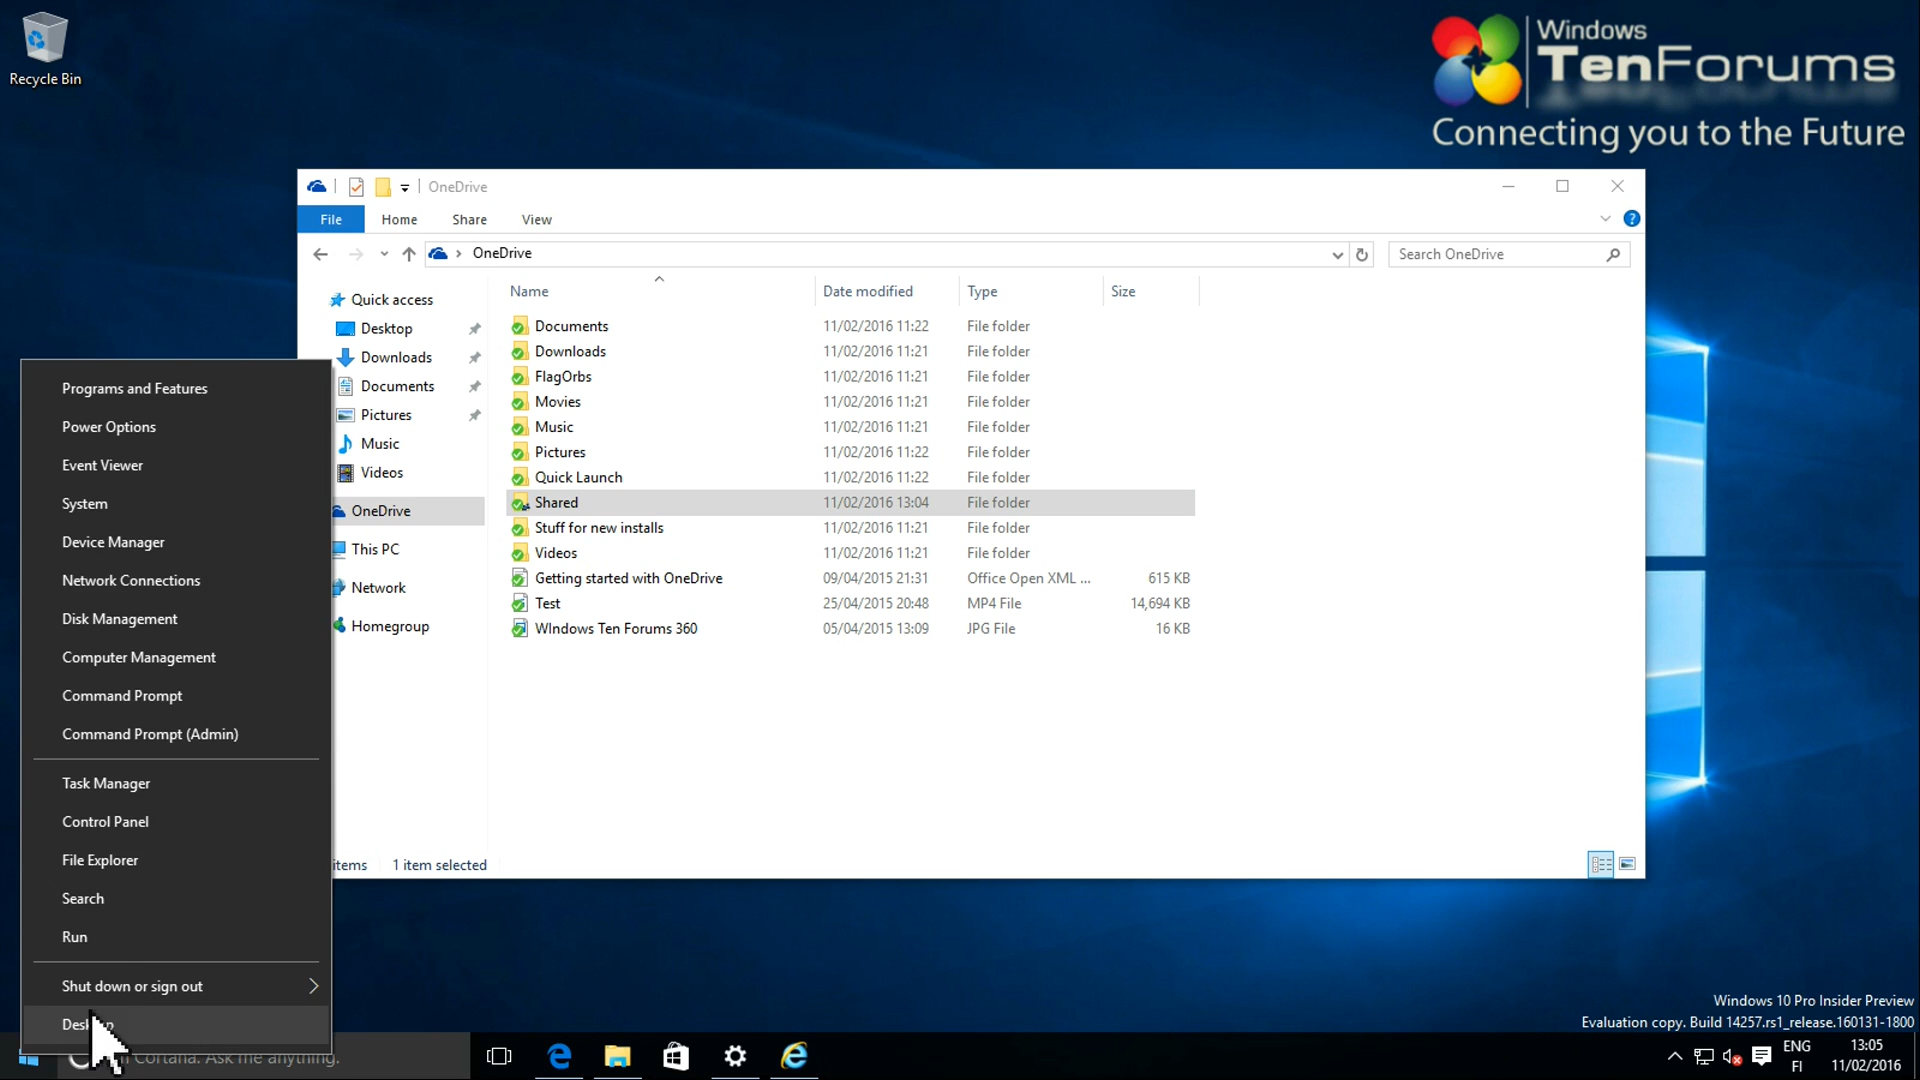 Recycle Bin
Windows
TenForums
Connecting you to the Future
OneDrive
File Home Share View
OneDrive
Search OneDrive
Name Date modified Type Size
Quick access
Desktop
Downloads
Documents
Pictures
Music
Videos
OneDrive
This PC
Network
Homegroup
Documents 11/02/2016 11:22 File folder
Downloads 11/02/2016 11:21 File folder
FlagOrbs 11/02/2016 11:21 File folder
Movies 11/02/2016 11:21 File folder
Music 11/02/2016 11:21 File folder
Pictures 11/02/2016 11:22 File folder
Quick Launch 11/02/2016 11:22 File folder
Shared 11/02/2016 13:04 File folder
Stuff for new installs 11/02/2016 11:21 File folder
Videos 11/02/2016 11:21 File folder
Getting started with OneDrive 09/04/2015 21:31 Office Open XML ... 615 KB
Test 25/04/2015 20:48 MP4 File 14,694 KB
WIndows Ten Forums 360 05/04/2015 13:09 JPG File 16 KB
items 1 item selected
Programs and Features
Power Options
Event Viewer
System
Device Manager
Network Connections
Disk Management
Computer Management
Command Prompt
Command Prompt (Admin)
Task Manager
Control Panel
File Explorer
Search
Run
Shut down or sign out
Cortana. Ask me anything.
Windows 10 Pro Insider Preview
Evaluation copy. Build 14257.rs1_release.160131-1800
ENG
FI
13:05
11/02/2016